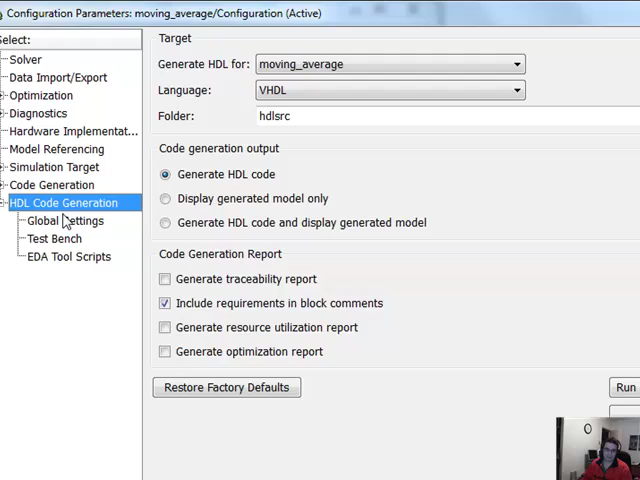 Configuration Parameters: moving_average/Configuration (Active)
Select:
Solver
Data Import/Export
Optimization
Diagnostics
Hardware Implementat...
Model Referencing
Simulation Target
Code Generation
HDL Code Generation
Global Settings
Test Bench
EDA Tool Scripts
Target
Generate HDL for: moving_average
Language: VHDL
Folder: hdlsrc
Code generation output
Generate HDL code
Display generated model only
Generate HDL code and display generated model
Code Generation Report
Generate traceability report
Include requirements in block comments
Generate resource utilization report
Generate optimization report
Restore Factory Defaults
Run